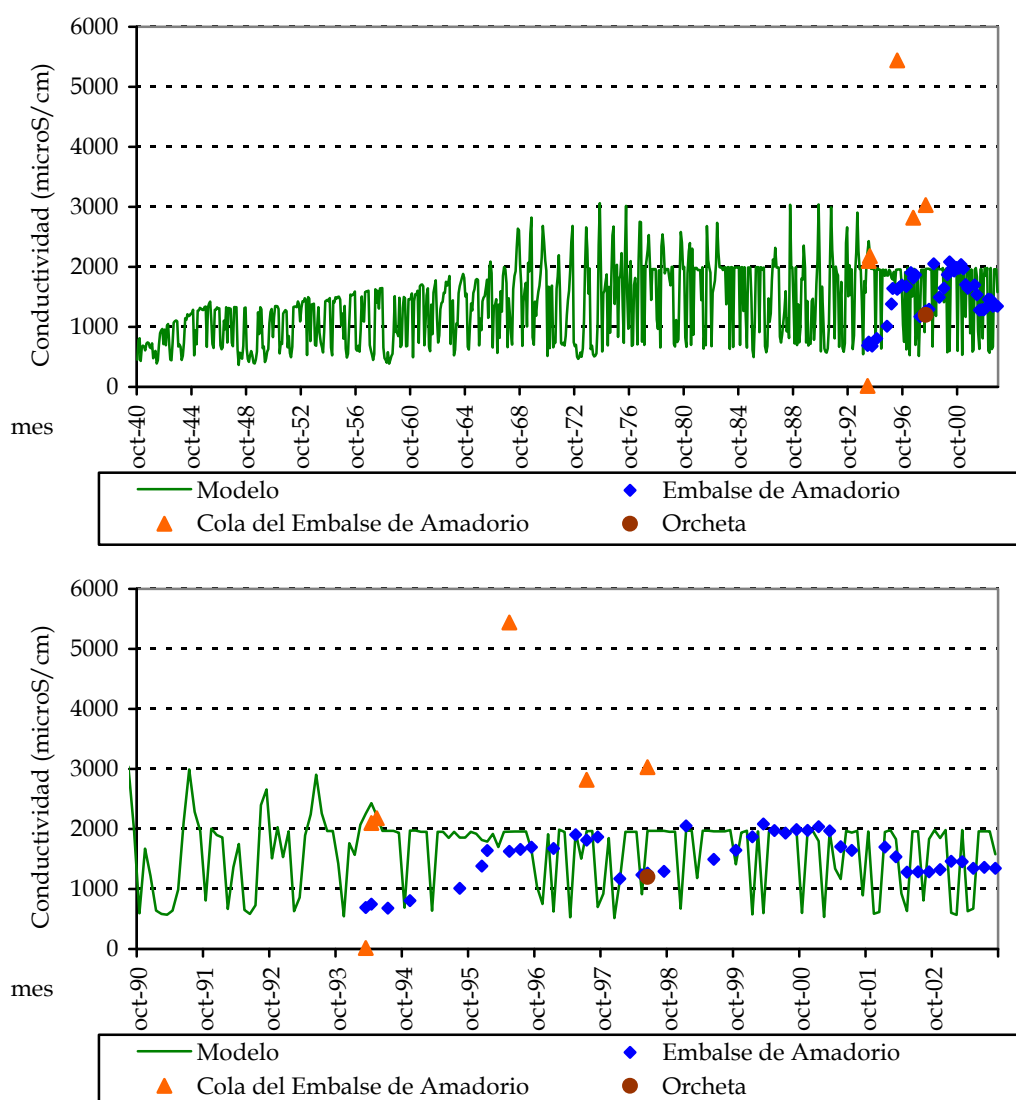 6000
5000
4000
3000
2000
1000
0
Conductividad (microS/cm)
mes
oct-40
oct-44
oct-48
oct-52
oct-56
oct-60
oct-64
oct-68
oct-72
oct-76
oct-80
oct-84
oct-88
oct-92
oct-96
oct-00
Modelo
Embalse de Amadorio
Cola del Embalse de Amadorio
Orcheta
6000
5000
4000
3000
2000
1000
0
Conductividad (microS/cm)
mes
oct-90
oct-91
oct-92
oct-93
oct-94
oct-95
oct-96
oct-97
oct-98
oct-99
oct-00
oct-01
oct-02
Modelo
Embalse de Amadorio
Cola del Embalse de Amadorio
Orcheta